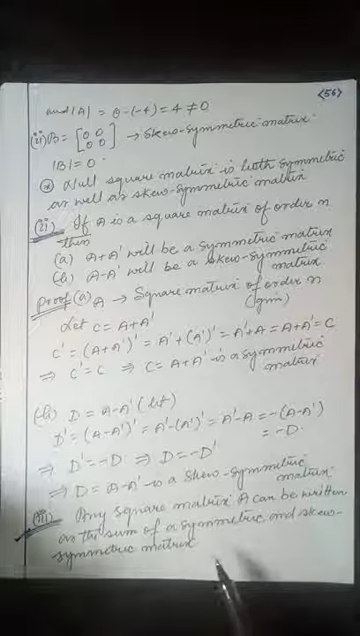 <56>
and |A| = 0-(-4) = 4 ≠ 0
(ii) B = [0 0
0 0] → Skew-symmetric matrix
|B| = 0
* Null square matrix is both symmetric
as well as skew-symmetric matrix
(ii) If A is a square matrix of order n
then
(a) A+A' will be a symmetric matrix
(b) A-A' will be a skew-symmetric
matrix
Proof (a) A → Square matrix of order n
(gm)
Let C = A+A'
C' = (A+A')' = A'+(A')' = A'+A = A+A' = C
⇒ C' = C ⇒ C = A+A' is a symmetric
matrix
(b) D = A-A' (let)
D' = (A-A')' = A'-(A')' = A'-A = -(A-A')
= -D
⇒ D' = -D ⇒ D = -D'
⇒ D = A-A' is a Skew-symmetric
matrix
(iii) Any square matrix A can be written
as the sum of a symmetric and skew-
symmetric matrix